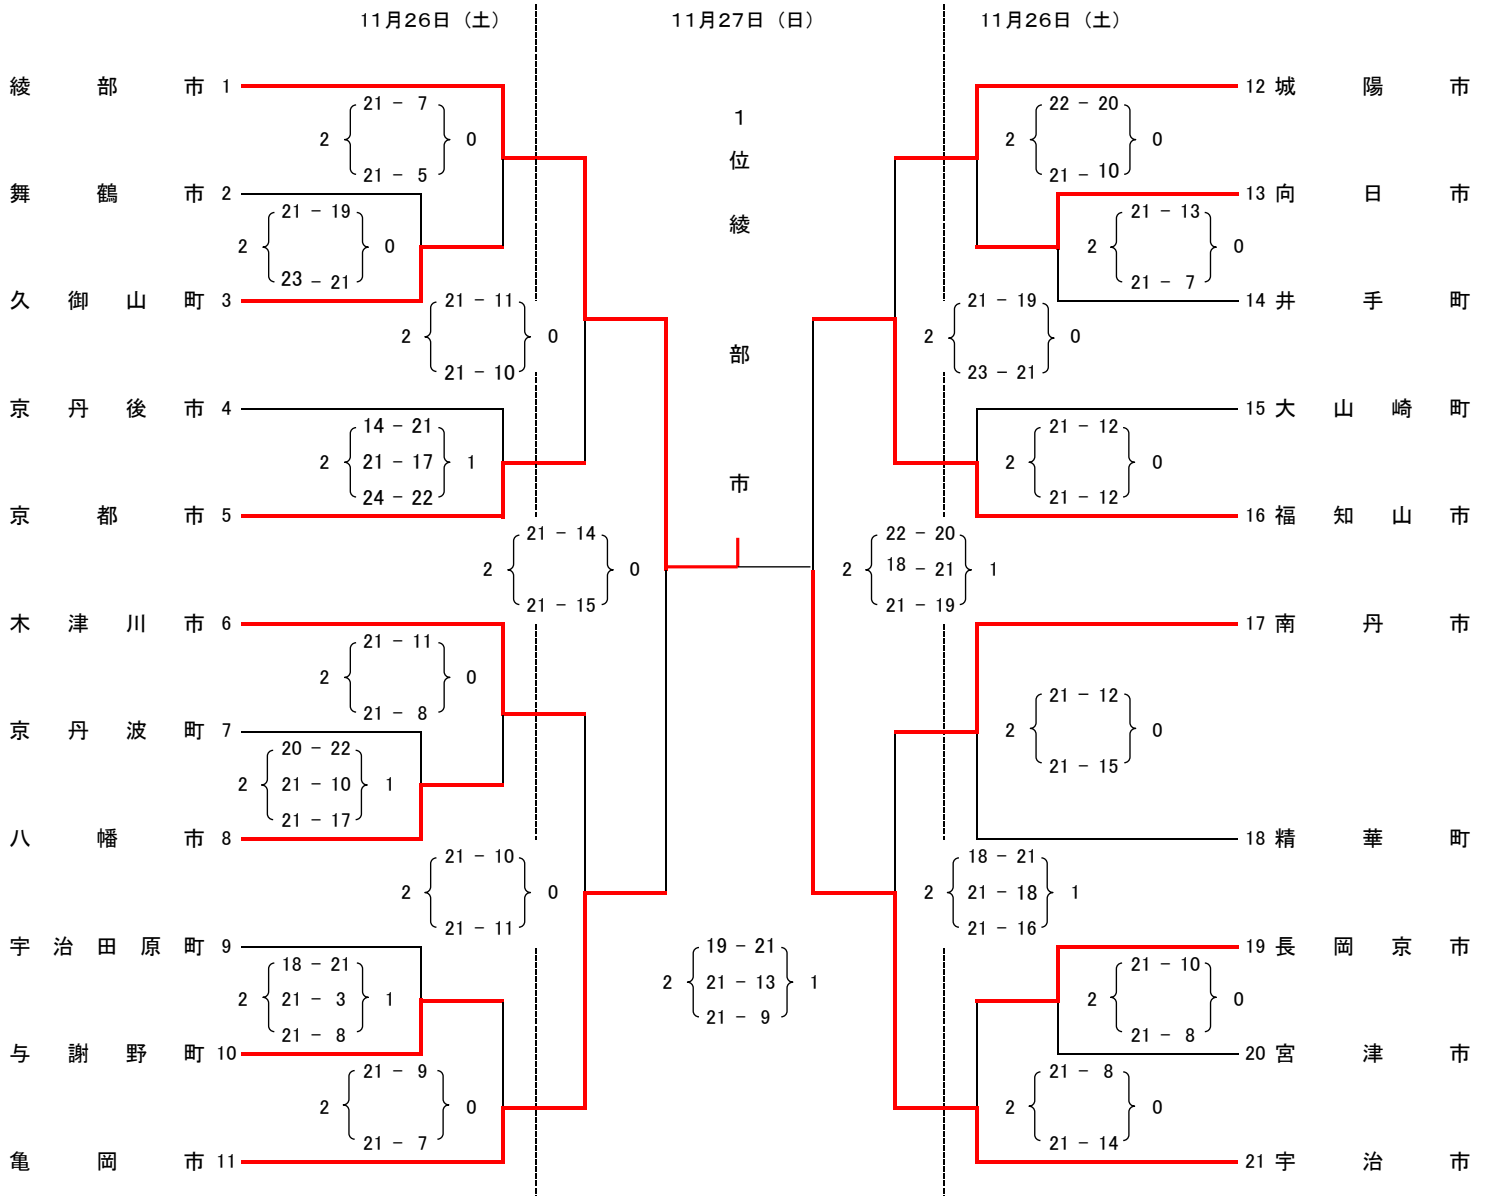 11月26日（土）
11月27日（日）
11月26日（土）
綾部市 1
21 - 7
2 0
21 - 5
舞鶴市 2
21 - 19
2 0
23 - 21
久御山町 3
21 - 11
2 0
21 - 10
京丹後市 4
14 - 21
2 21 - 17 1
24 - 22
京都市 5
21 - 14
2 0
21 - 15
木津川市 6
21 - 11
2 0
21 - 8
京丹波町 7
20 - 22
2 21 - 10 1
21 - 17
八幡市 8
21 - 10
2 0
21 - 11
宇治田原町 9
18 - 21
2 21 - 3 1
21 - 8
与謝野町 10
21 - 9
2 0
21 - 7
亀岡市 11
1位綾部市
19 - 21
2 21 - 13 1
21 - 9
12 城陽市
22 - 20
2 0
21 - 10
13 向日市
21 - 13
2 0
21 - 7
14 井手町
21 - 19
2 0
23 - 21
15 大山崎町
21 - 12
2 0
21 - 12
16 福知山市
22 - 20
2 18 - 21 1
21 - 19
17 南丹市
21 - 12
2 0
21 - 15
18 精華町
18 - 21
2 21 - 18 1
21 - 16
19 長岡京市
21 - 10
2 0
21 - 8
20 宮津市
21 - 8
2 0
21 - 14
21 宇治市